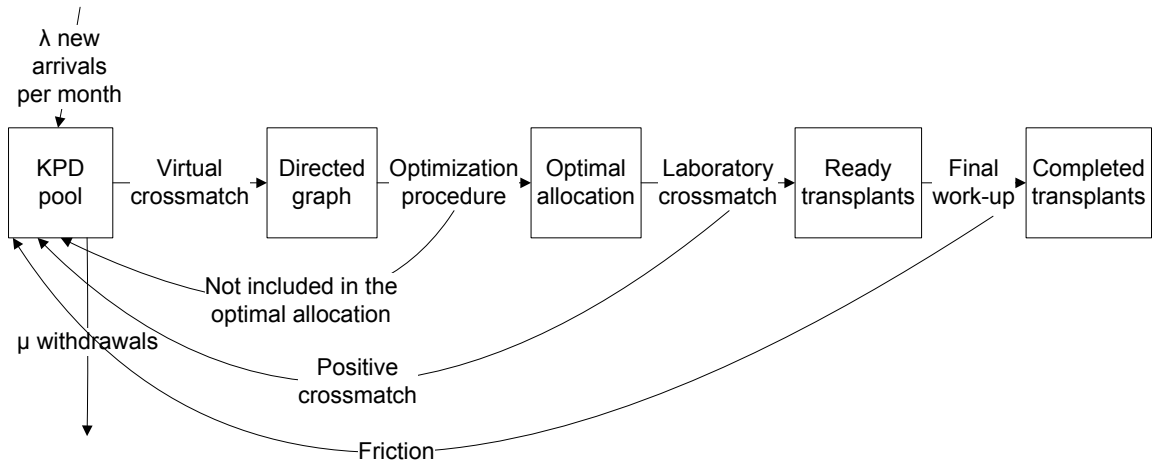 λ new
arrivals
per month
KPD
pool
Virtual
crossmatch
Directed
graph
Optimization
procedure
Optimal
allocation
Laboratory
crossmatch
Ready
transplants
Final
work-up
Completed
transplants
Not included in the
optimal allocation
μ withdrawals
Positive
crossmatch
Friction